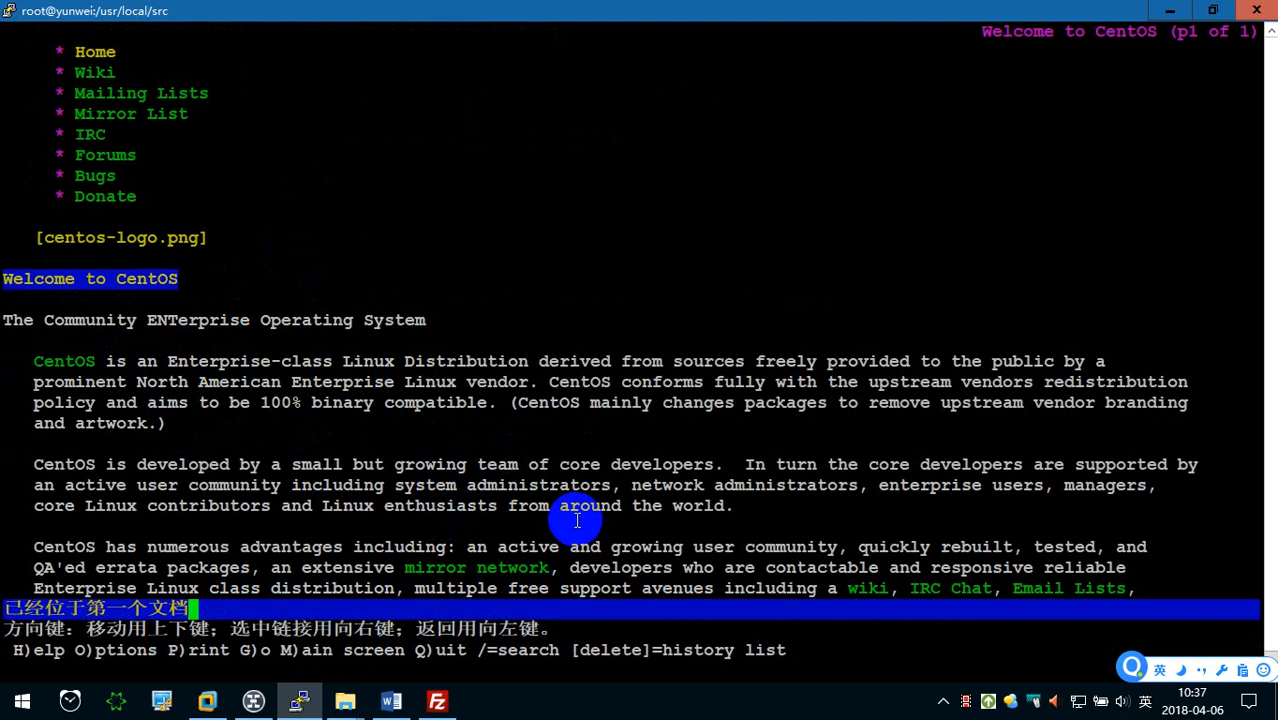 root@yunwei:/usr/local/src
Welcome to CentOS (p1 of 1)
* Home
* Wiki
* Mailing Lists
* Mirror List
* IRC
* Forums
* Bugs
* Donate
[centos-logo.png]
Welcome to CentOS
The Community ENTerprise Operating System
CentOS is an Enterprise-class Linux Distribution derived from sources freely provided to the public by a
prominent North American Enterprise Linux vendor. CentOS conforms fully with the upstream vendors redistribution
policy and aims to be 100% binary compatible. (CentOS mainly changes packages to remove upstream vendor branding
and artwork.)
CentOS is developed by a small but growing team of core developers.  In turn the core developers are supported by
an active user community including system administrators, network administrators, enterprise users, managers,
core Linux contributors and Linux enthusiasts from around the world.
CentOS has numerous advantages including: an active and growing user community, quickly rebuilt, tested, and
QA'ed errata packages, an extensive mirror network, developers who are contactable and responsive reliable
Enterprise Linux class distribution, multiple free support avenues including a wiki, IRC Chat, Email Lists,
已经位于第一个文档
方向键：移动用上下键；选中链接用向右键；返回用向左键。
H)elp O)ptions P)rint G)o M)ain screen Q)uit /=search [delete]=history list
英
英
10:37
2018-04-06